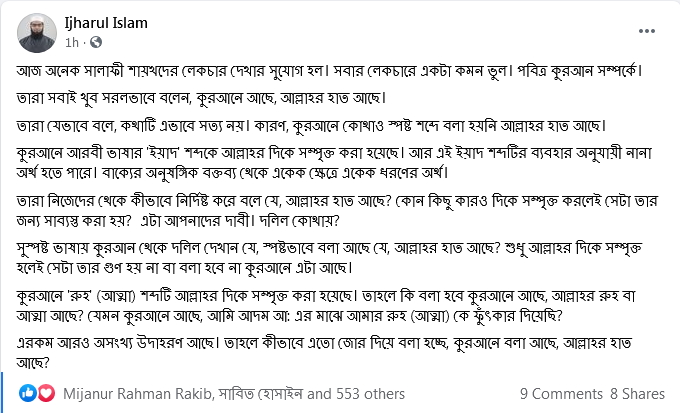 Ijharul Islam
1h ·
আজ অনেক সালাফী শায়খদের লেকচার দেখার সুযোগ হল। সবার লেকচারে একটা কমন ভুল। পবিত্র কুরআন সম্পর্কে।
তারা সবাই খুব সরলভাবে বলেন, কুরআনে আছে, আল্লাহর হাত আছে।
তারা যেভাবে বলে, কথাটি এভাবে সত্য নয়। কারণ, কুরআনে কোথাও স্পষ্ট শব্দে বলা হয়নি আল্লাহর হাত আছে।
কুরআনে আরবী ভাষার 'ইয়াদ' শব্দকে আল্লাহর দিকে সম্পৃক্ত করা হয়েছে। আর এই ইয়াদ শব্দটির ব্যবহার অনুযায়ী নানা
অর্থ হতে পারে। বাক্যের অনুষঙ্গিক বক্তব্য থেকে একেক ক্ষেত্রে একেক ধরণের অর্থ।
তারা নিজেদের থেকে কীভাবে নির্দিষ্ট করে বলে যে, আল্লাহর হাত আছে? কোন কিছু কারও দিকে সম্পৃক্ত করলেই সেটা তার
জন্য সাব্যস্ত করা হয়? এটা আপনাদের দাবী। দলিল কোথায়?
সুস্পষ্ট ভাষায় কুরআন থেকে দলিল দেখান যে, স্পষ্টভাবে বলা আছে যে, আল্লাহর হাত আছে? শুধু আল্লাহর দিকে সম্পৃক্ত
হলেই সেটা তার গুণ হয় না বা বলা হবে না কুরআনে এটা আছে।
কুরআনে 'রুহ' (আত্মা) শব্দটি আল্লাহর দিকে সম্পৃক্ত করা হয়েছে। তাহলে কি বলা হবে কুরআনে আছে, আল্লাহর রুহ বা
আত্মা আছে? যেমন কুরআনে আছে, আমি আদম আ: এর মাঝে আমার রুহ (আত্মা) কে ফুঁৎকার দিয়েছি?
এরকম আরও অসংখ্য উদাহরণ আছে। তাহলে কীভাবে এতো জোর দিয়ে বলা হচ্ছে, কুরআনে বলা আছে, আল্লাহর হাত
আছে?
Mijanur Rahman Rakib, সাবিত হোসাইন and 553 others 9 Comments 8 Shares